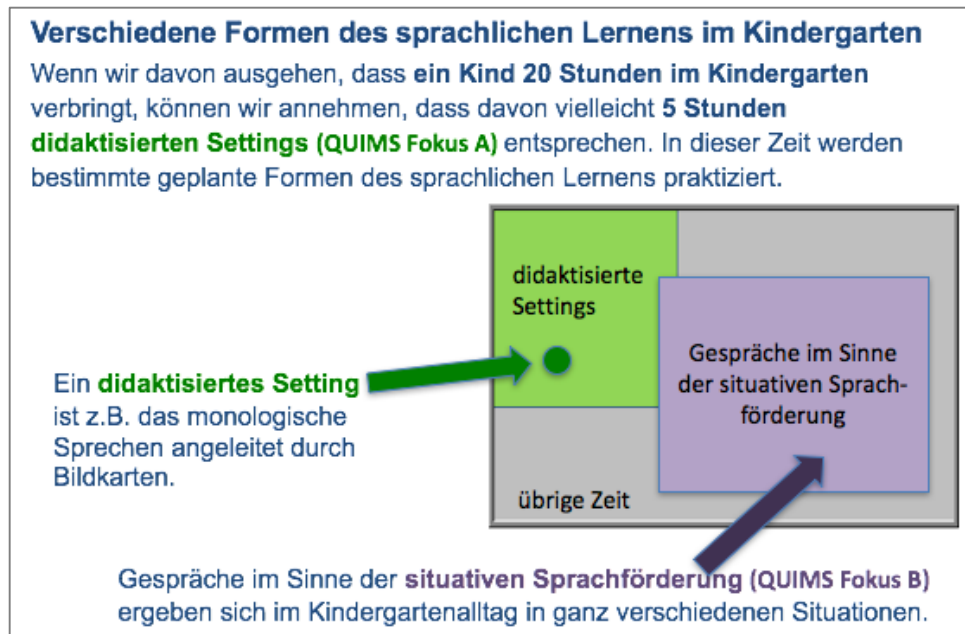 Verschiedene Formen des sprachlichen Lernens im Kindergarten
Wenn wir davon ausgehen, dass ein Kind 20 Stunden im Kindergarten
verbringt, können wir annehmen, dass davon vielleicht 5 Stunden
didaktisierten Settings (QUIMS Fokus A) entsprechen. In dieser Zeit werden
bestimmte geplante Formen des sprachlichen Lernens praktiziert.
didaktisierte
Settings
Gespräche im Sinne
der situativen Sprach-
förderung
Ein didaktisiertes Setting
ist z.B. das monologische
Sprechen angeleitet durch
Bildkarten.
übrige Zeit
Gespräche im Sinne der situativen Sprachförderung (QUIMS Fokus B)
ergeben sich im Kindergartenalltag in ganz verschiedenen Situationen.